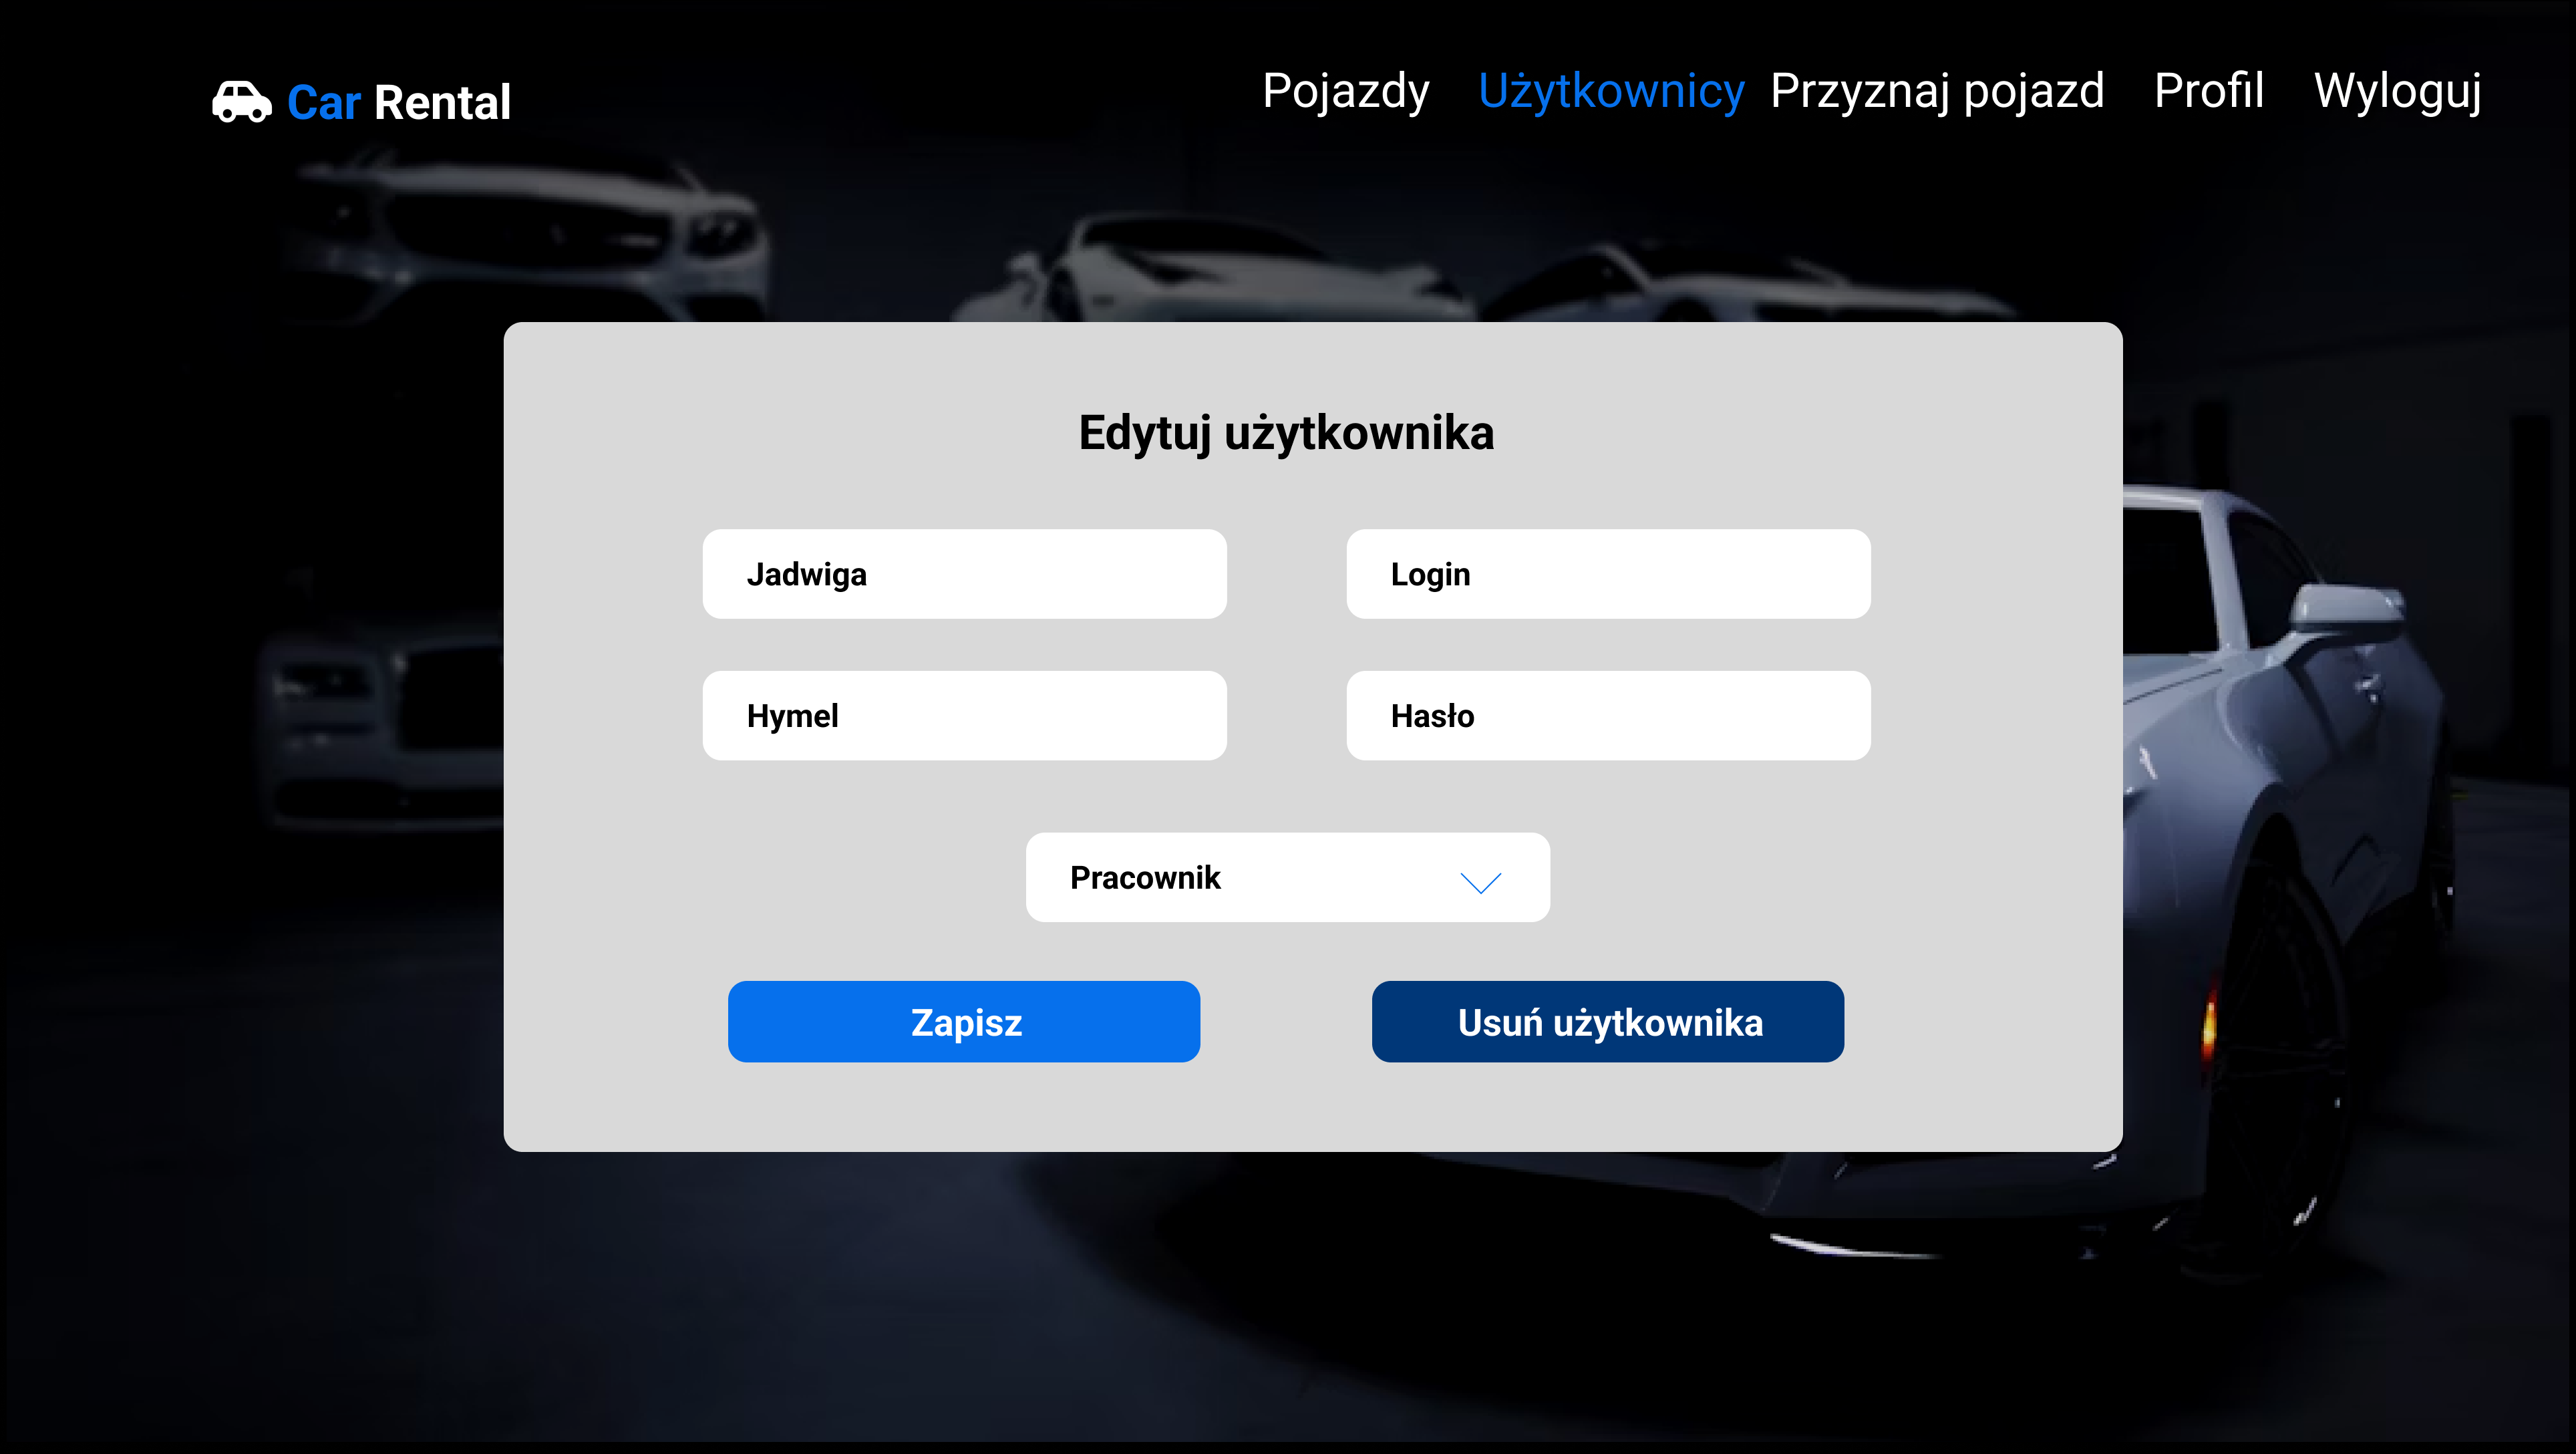 Car Rental
Pojazdy Użytkownicy Przyznaj pojazd Profil Wyloguj
Edytuj użytkownika
Jadwiga
Login
Hymel
Hasło
Pracownik
Zapisz
Usuń użytkownika